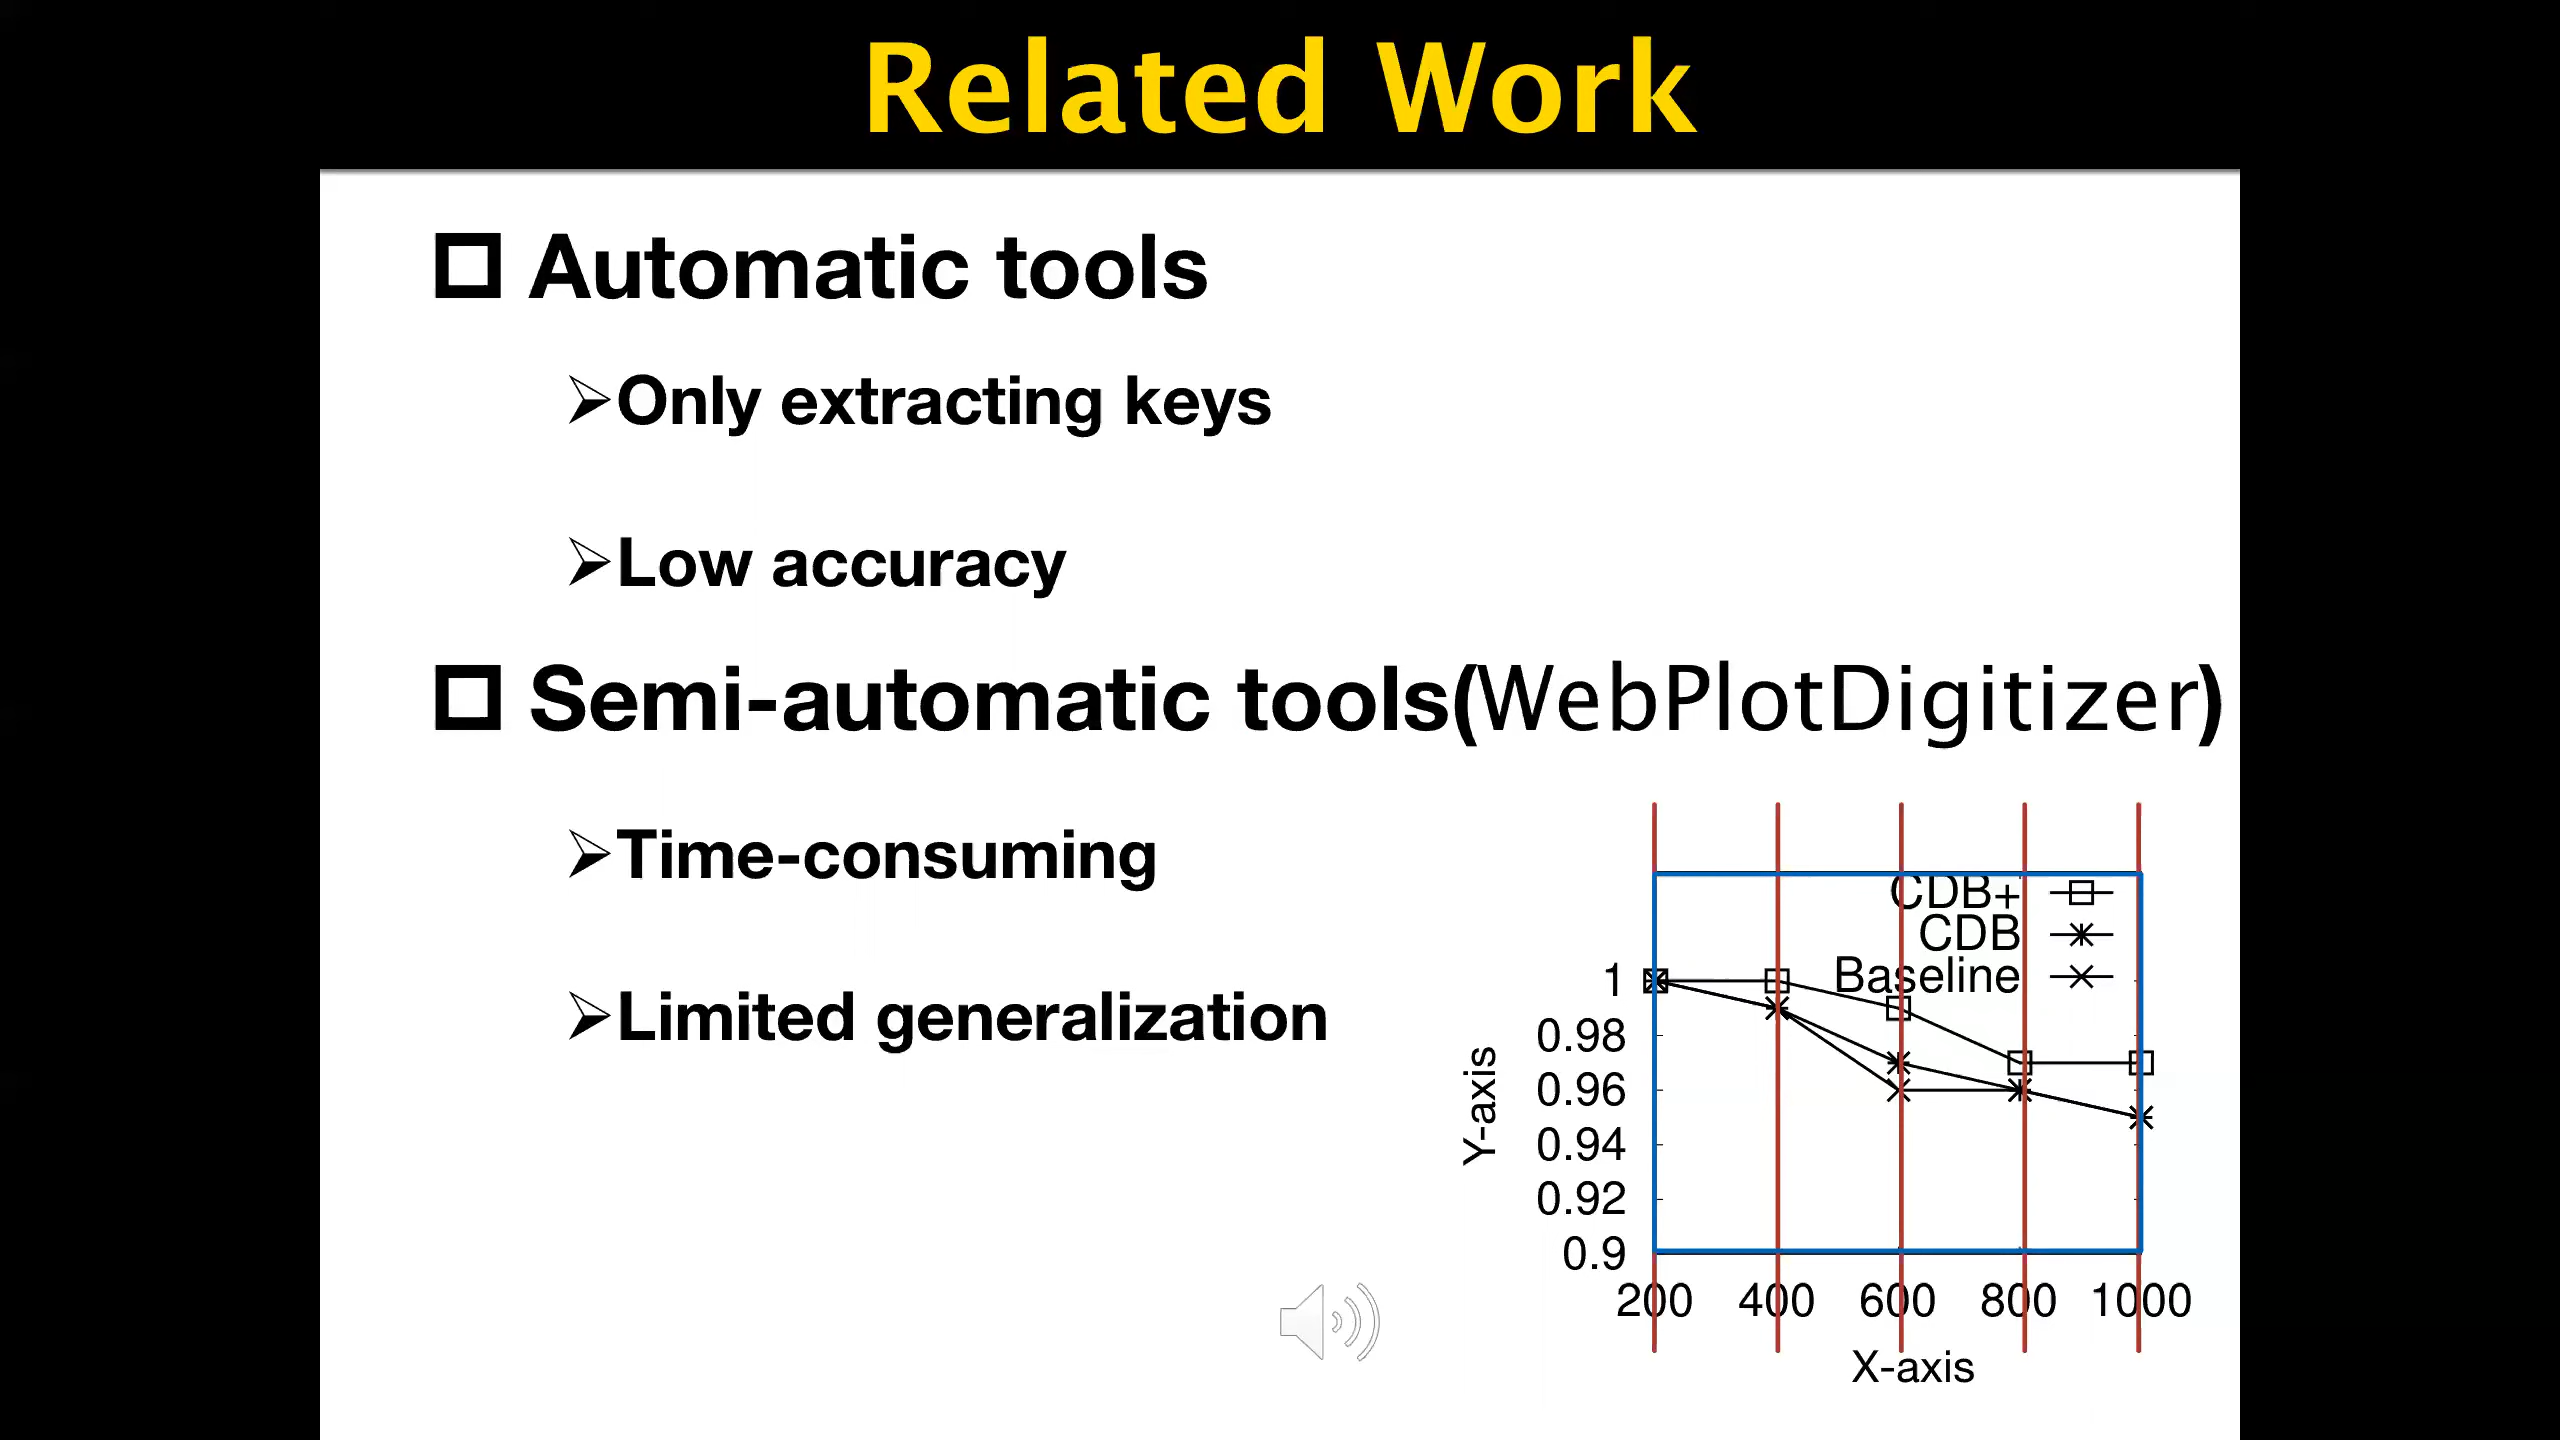 Related Work
Automatic tools
Only extracting keys
Low accuracy
Semi-automatic tools(WebPlotDigitizer)
Time-consuming
Limited generalization
CDB+
CDB
Baseline
1
0.98
0.96
0.94
0.92
0.9
Y-axis
200 400 600 800 1000
X-axis